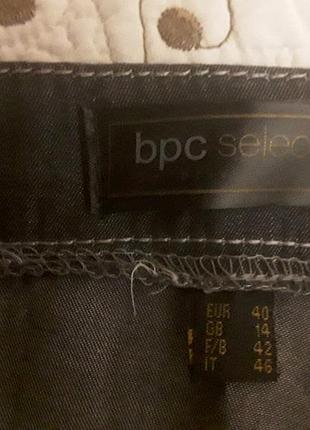 bpc selec
EUR 40
GB 14
F/B 42
IT 46